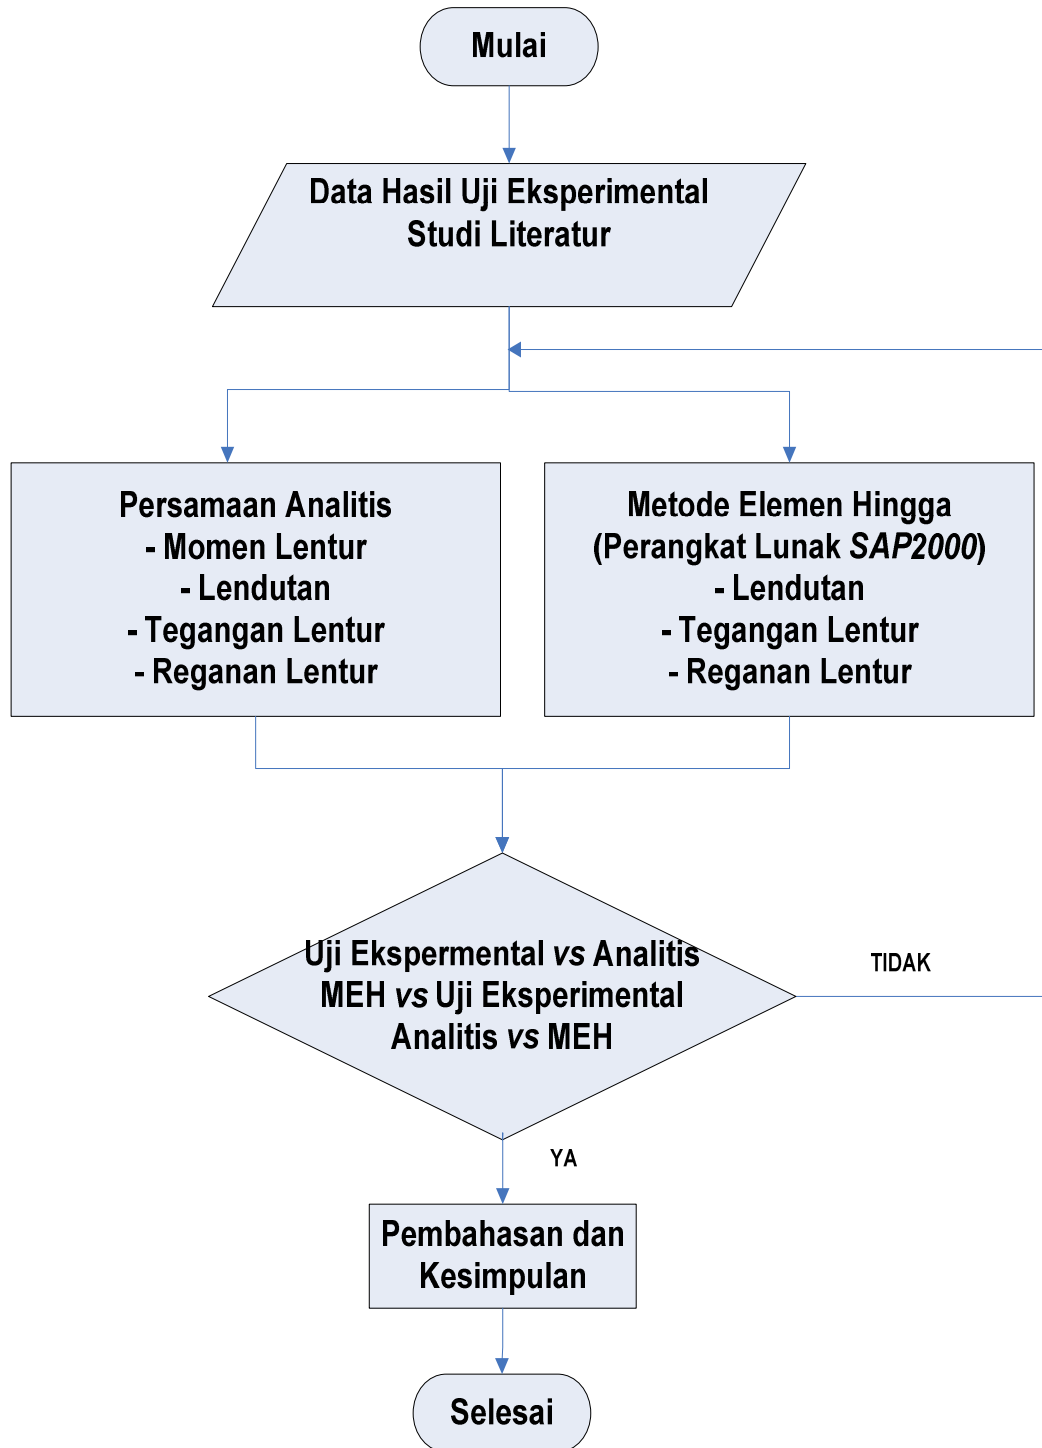 Mulai
Data Hasil Uji Eksperimental
Studi Literatur
Persamaan Analitis
- Momen Lentur
- Lendutan
- Tegangan Lentur
- Reganan Lentur
Metode Elemen Hingga
(Perangkat Lunak SAP2000)
- Lendutan
- Tegangan Lentur
- Reganan Lentur
Uji Ekspermental vs Analitis
MEH vs Uji Eksperimental
Analitis vs MEH
TIDAK
YA
Pembahasan dan
Kesimpulan
Selesai